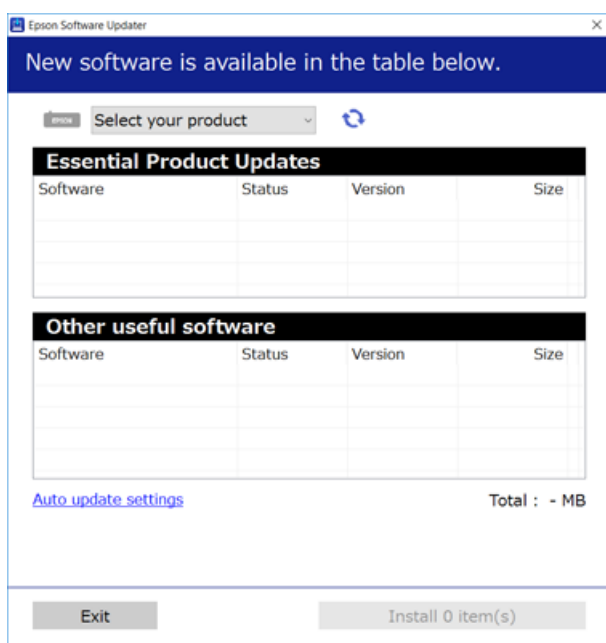 Epson Software Updater
New software is available in the table below.
EPSON Select your product
Essential Product Updates
Software Status Version Size
Other useful software
Software Status Version Size
Auto update settings Total : - MB
Exit Install 0 item(s)